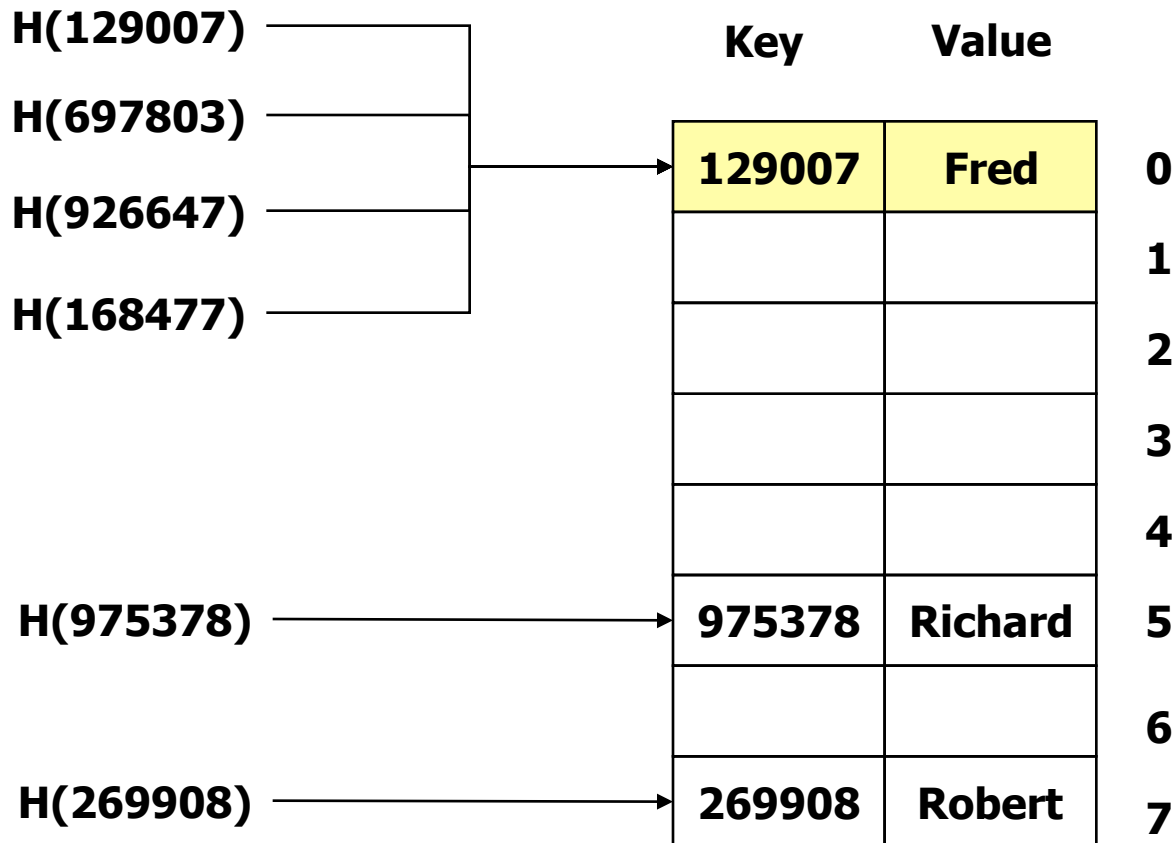 H(129007)
H(697803)
H(926647)
H(168477)
H(975378)
H(269908)
Key Value
129007 Fred 0
1
2
3
4
975378 Richard 5
6
269908 Robert 7